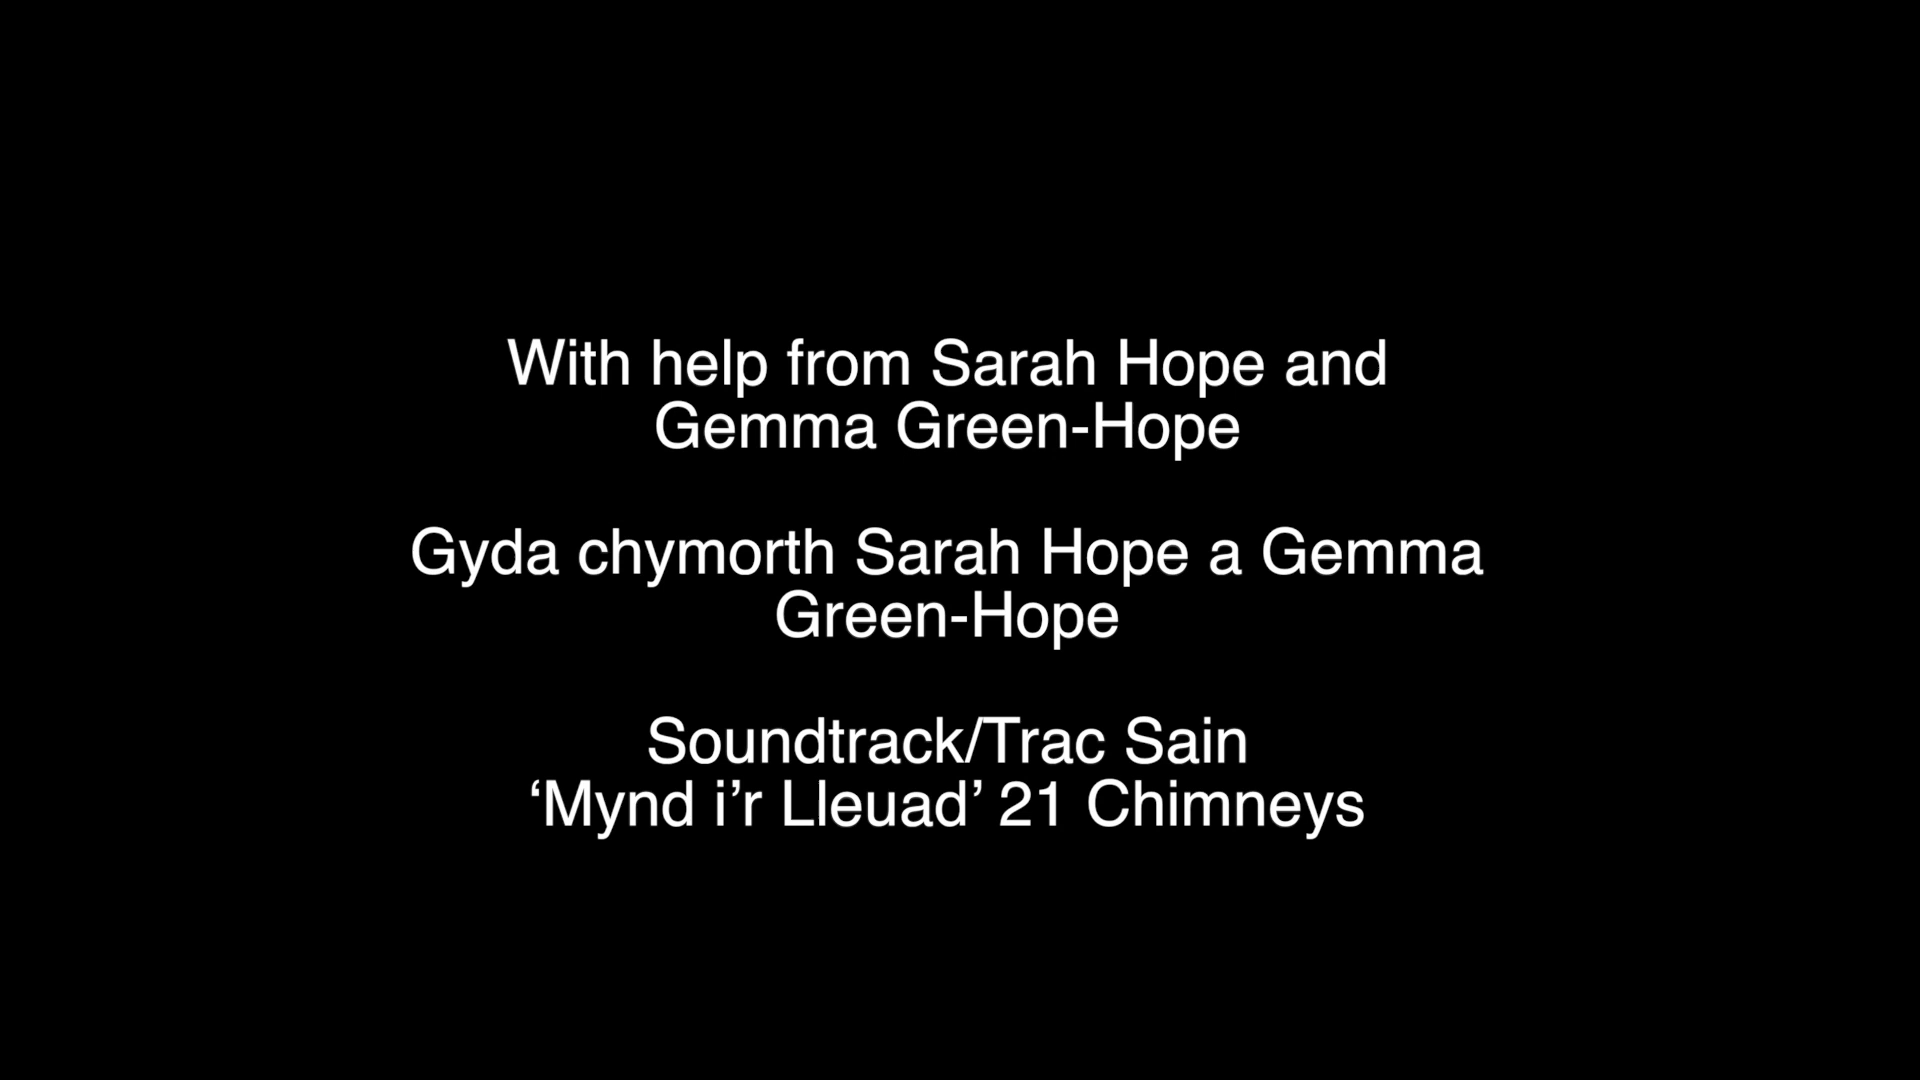 With help from Sarah Hope and
Gemma Green-Hope
Gyda chymorth Sarah Hope a Gemma
Green-Hope
Soundtrack/Trac Sain
‘Mynd i’r Lleuad’ 21 Chimneys